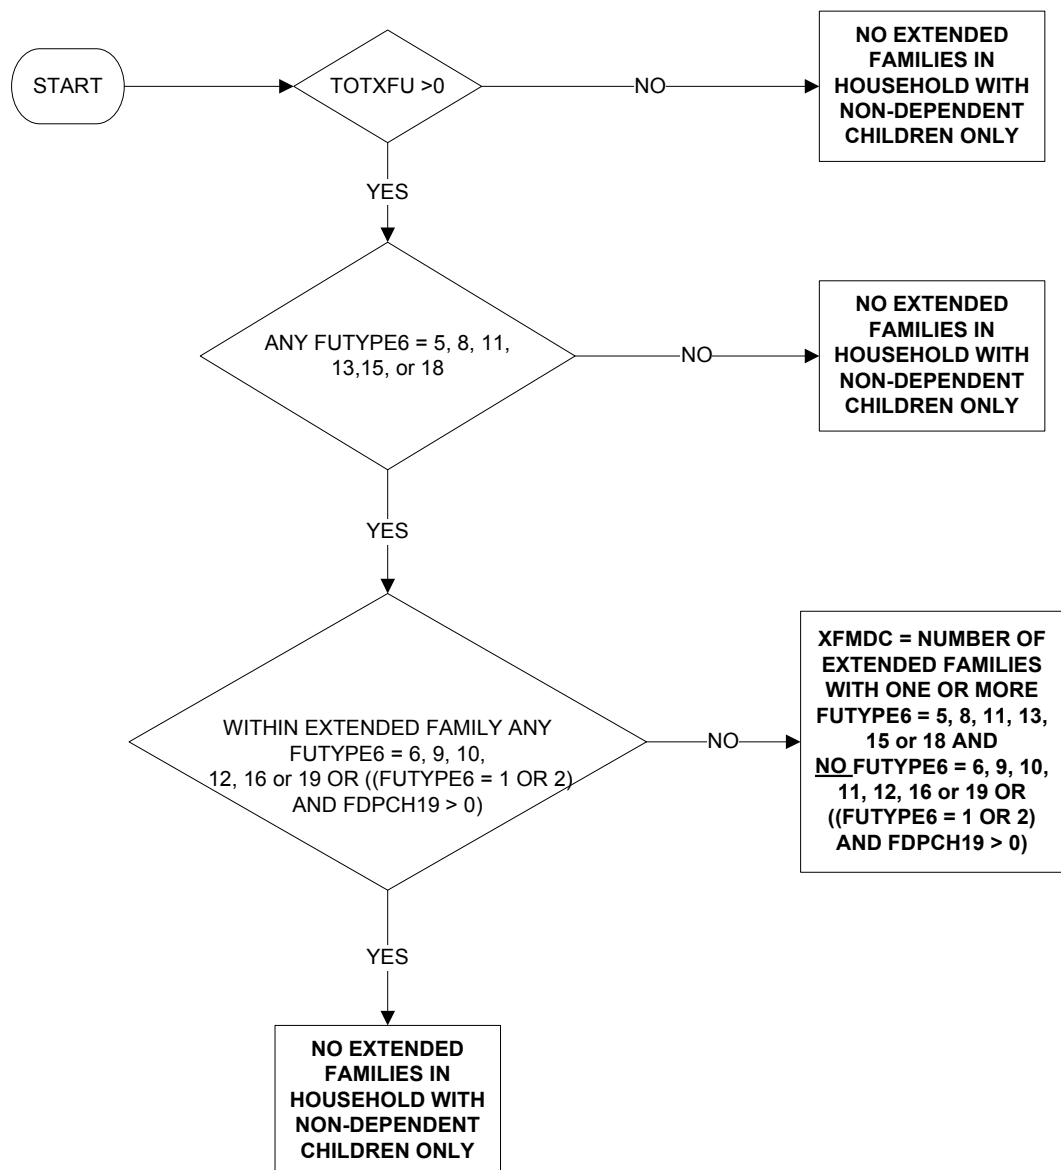 START
TOTXFU >0
NO
NO EXTENDED
FAMILIES IN
HOUSEHOLD WITH
NON-DEPENDENT
CHILDREN ONLY
YES
ANY FUTYPE6 = 5, 8, 11,
13,15, or 18
NO
NO EXTENDED
FAMILIES IN
HOUSEHOLD WITH
NON-DEPENDENT
CHILDREN ONLY
YES
WITHIN EXTENDED FAMILY ANY
FUTYPE6 = 6, 9, 10,
12, 16 or 19 OR ((FUTYPE6 = 1 OR 2)
AND FDPCH19 > 0)
NO
XFMDC = NUMBER OF
EXTENDED FAMILIES
WITH ONE OR MORE
FUTYPE6 = 5, 8, 11, 13,
15 or 18 AND
NO FUTYPE6 = 6, 9, 10,
11, 12, 16 or 19 OR
((FUTYPE6 = 1 OR 2)
AND FDPCH19 > 0)
YES
NO EXTENDED
FAMILIES IN
HOUSEHOLD WITH
NON-DEPENDENT
CHILDREN ONLY